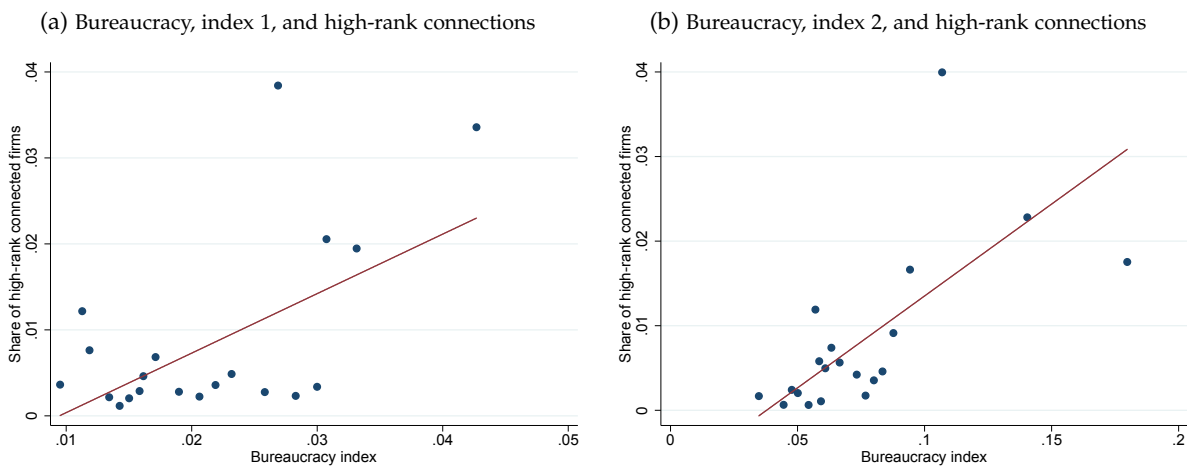 (a) Bureaucracy, index 1, and high-rank connections
Share of high-rank connected firms
.04
.03
.02
.01
0
.01 .02 .03 .04 .05
Bureaucracy index
(b) Bureaucracy, index 2, and high-rank connections
Share of high-rank connected firms
.04
.03
.02
.01
0
0 .05 .1 .15 .2
Bureaucracy index